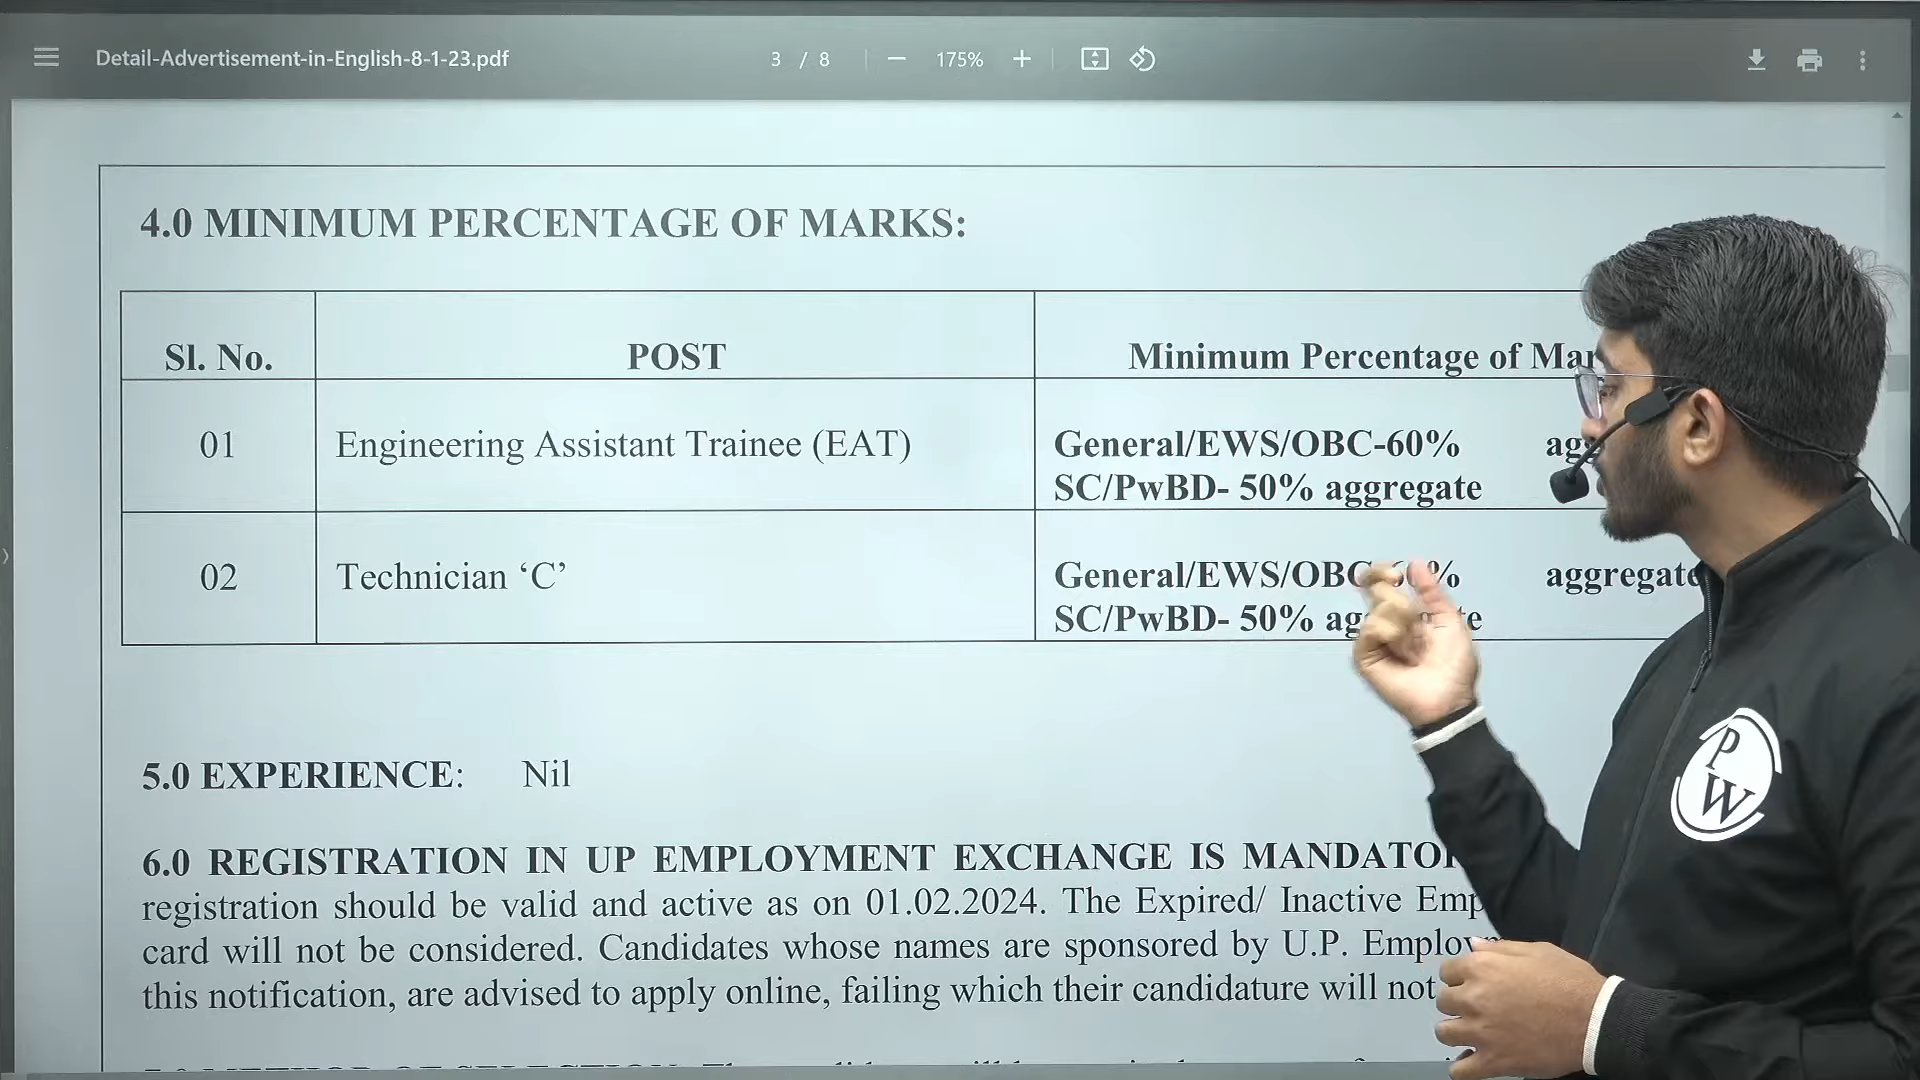 Detail-Advertisement-in-English-8-1-23.pdf 3 / 8 175%
4.0 MINIMUM PERCENTAGE OF MARKS:
Sl. No. POST Minimum Percentage of
01 Engineering Assistant Trainee (EAT) General/EWS/OBC-60%
SC/PwBD- 50% aggregate
02 Technician ‘C’ General/EWS/OBC-60% aggregate
SC/PwBD- 50% aggregate
5.0 EXPERIENCE: Nil
6.0 REGISTRATION IN UP EMPLOYMENT EXCHANGE IS
registration should be valid and active as on 01.02.2024. The Expired/ Inactive
card will not be considered. Candidates whose names are sponsored by U.P.
this notification, are advised to apply online, failing which their candidature will not
PW